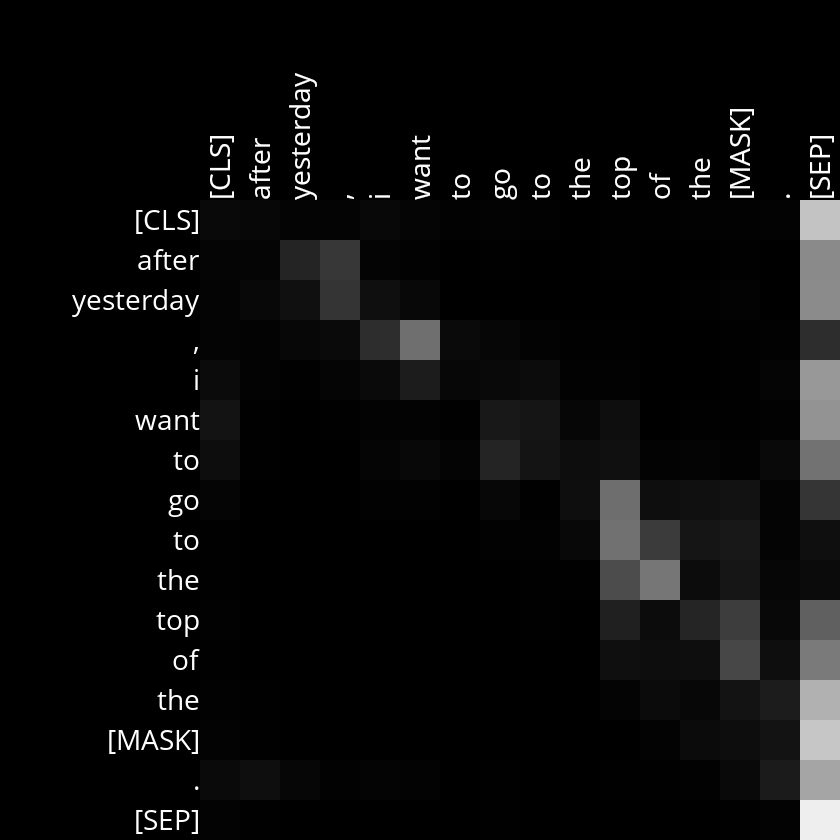 [CLS] after yesterday , i want to go to the top of the [MASK] . [SEP]
[CLS]
after
yesterday
,
i
want
to
go
to
the
top
of
the
[MASK]
.
[SEP]